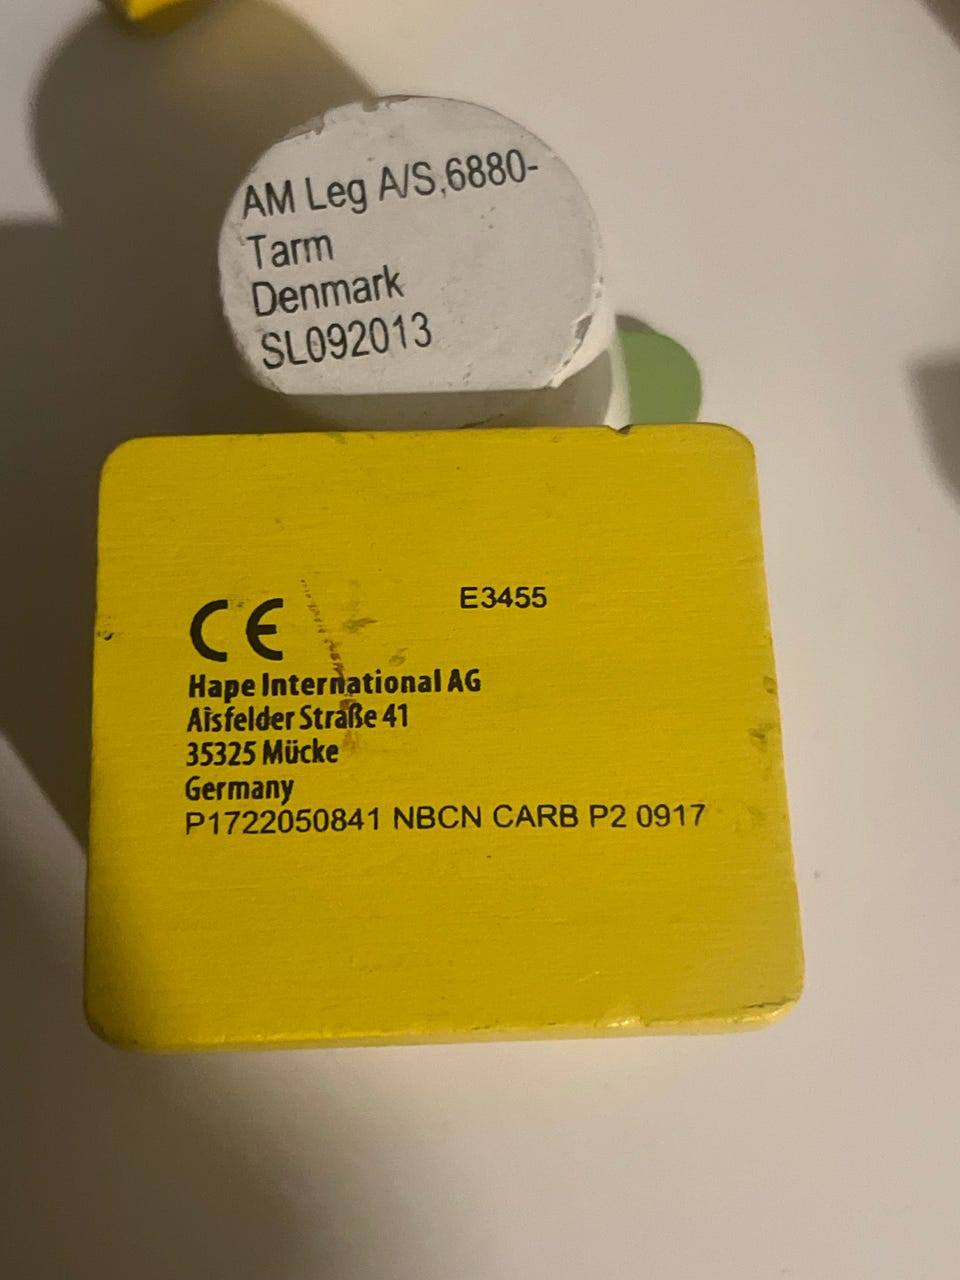 AM Leg A/S,6880-
Tarm
Denmark
SL092013
CE
E3455
Hape International AG
Alsfelder Straße 41
35325 Mücke
Germany
P1722050841 NBCN CARB P2 0917